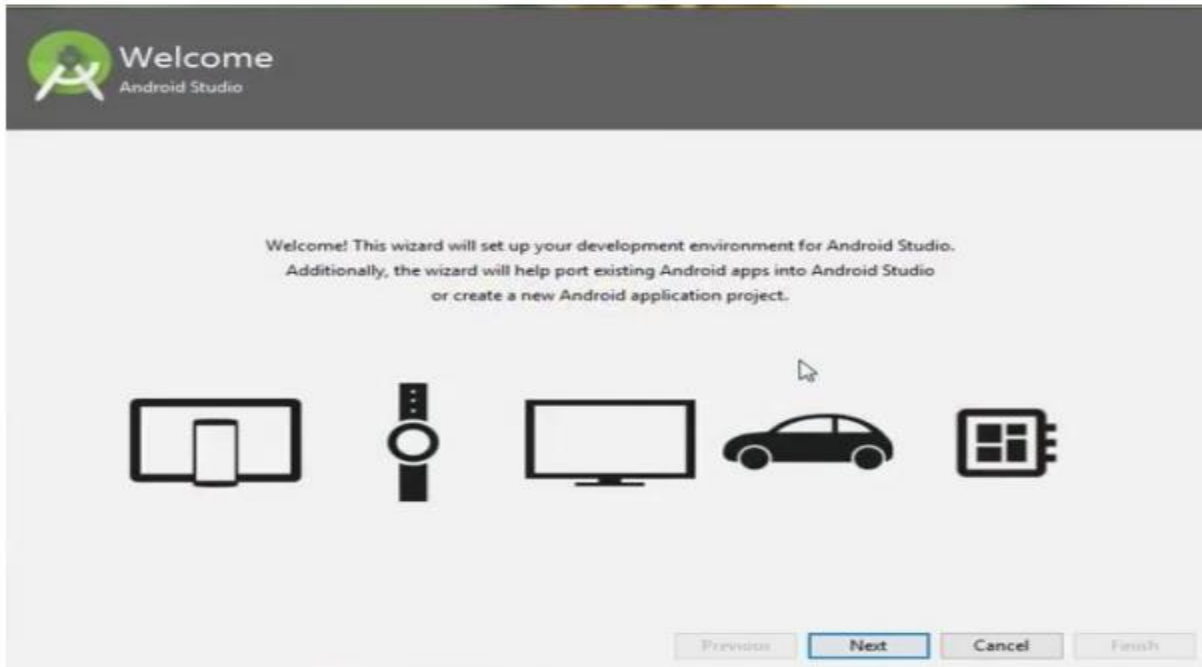 Welcome
Android Studio
Welcome! This wizard will set up your development environment for Android Studio.
Additionally, the wizard will help port existing Android apps into Android Studio
or create a new Android application project.
Previous Next Cancel Finish